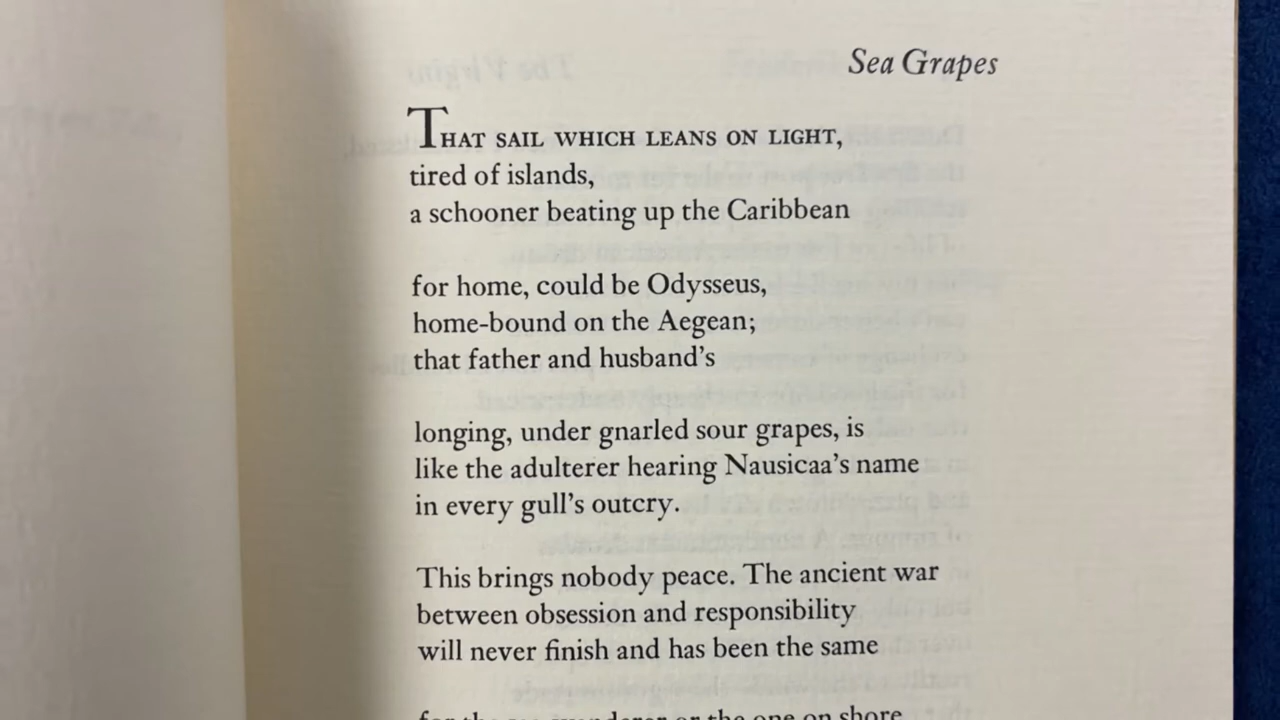 Sea Grapes
THAT SAIL WHICH LEANS ON LIGHT,
tired of islands,
a schooner beating up the Caribbean
for home, could be Odysseus,
home-bound on the Aegean;
that father and husband's
longing, under gnarled sour grapes, is
like the adulterer hearing Nausicaa's name
in every gull's outcry.
This brings nobody peace. The ancient war
between obsession and responsibility
will never finish and has been the same
for the sea-wanderer or the one on shore